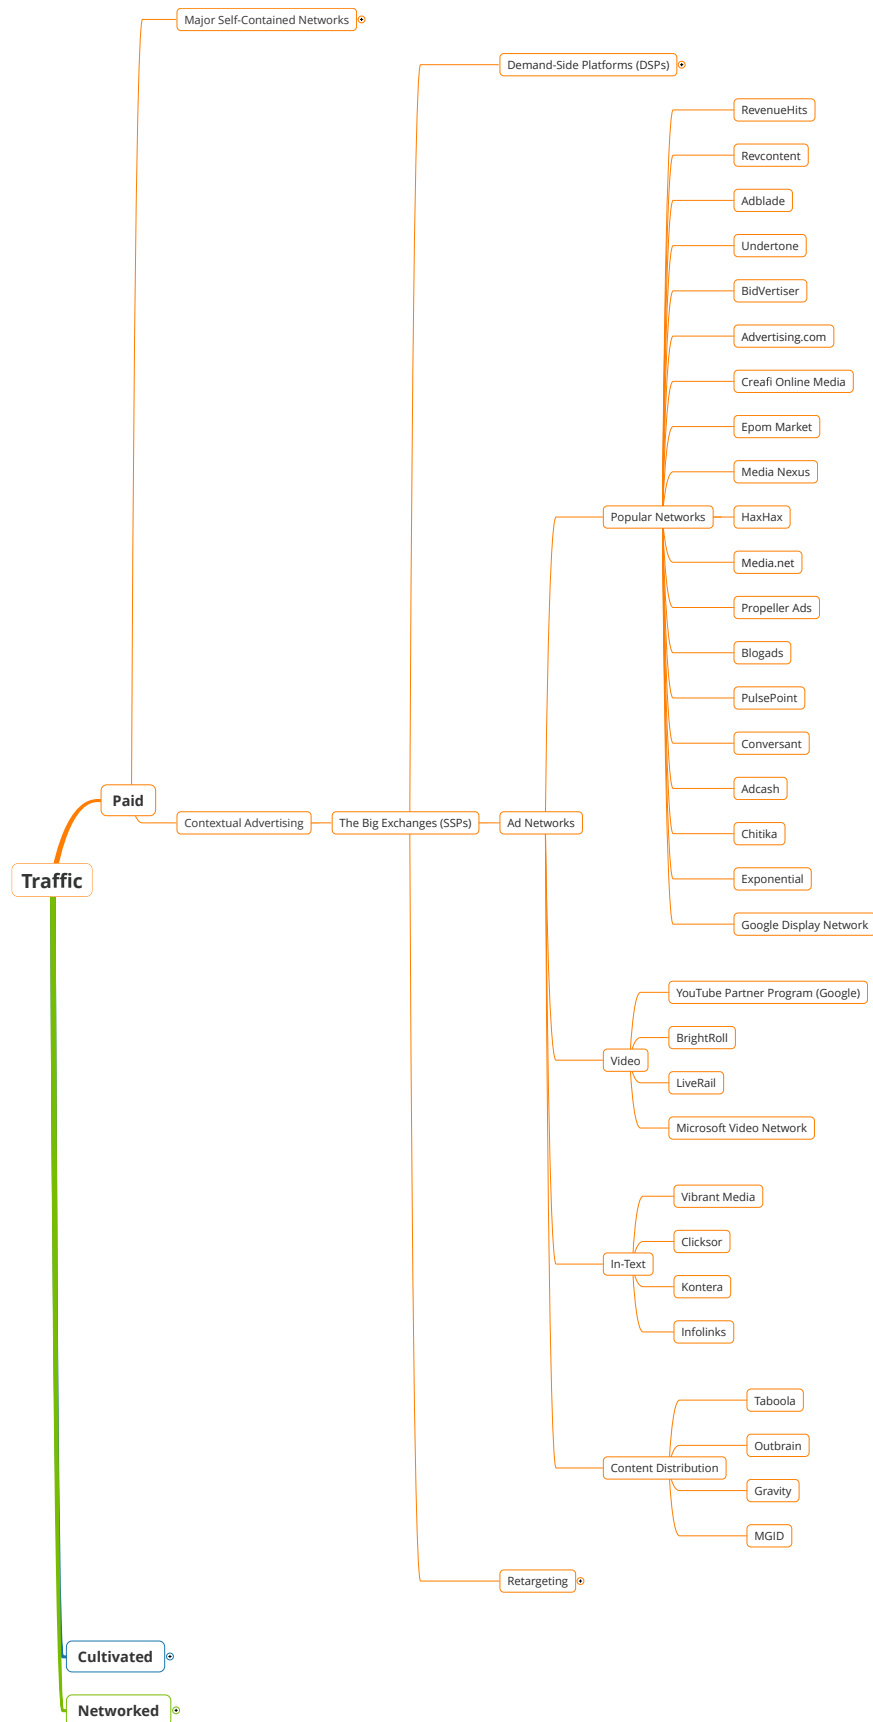 Major Self-Contained Networks
Demand-Side Platforms (DSPs)
RevenueHits
Revcontent
Adblade
Undertone
BidVertiser
Advertising.com
Creafi Online Media
Epom Market
Media Nexus
Popular Networks
HaxHax
Media.net
Propeller Ads
Blogads
PulsePoint
Conversant
Adcash
Paid
Contextual Advertising
The Big Exchanges (SSPs)
Ad Networks
Chitika
Traffic
Exponential
Google Display Network
YouTube Partner Program (Google)
BrightRoll
Video
LiveRail
Microsoft Video Network
Vibrant Media
Clicksor
In-Text
Kontera
Infolinks
Taboola
Outbrain
Content Distribution
Gravity
MGID
Retargeting
Cultivated
Networked